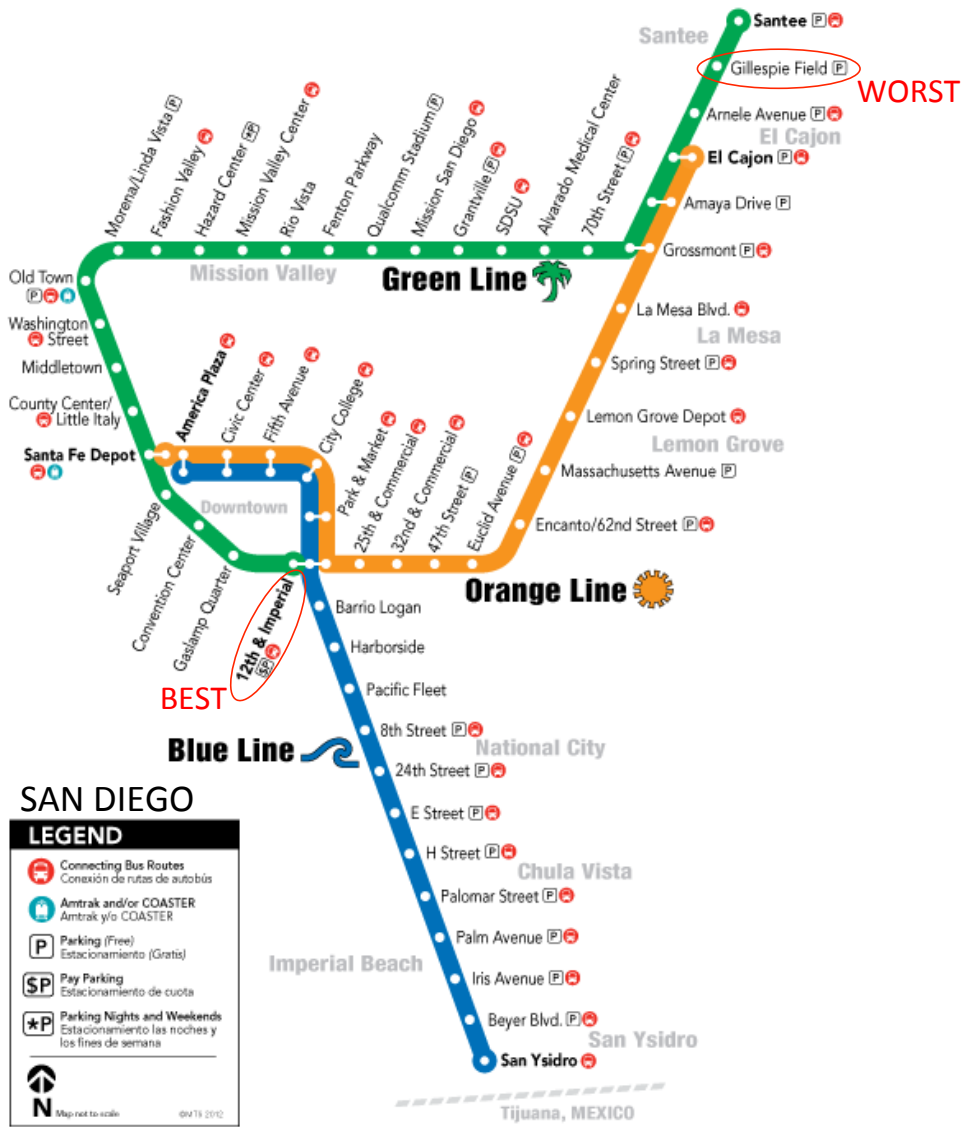 Santee
Santee P
Gillespie Field P
WORST
Arnele Avenue P
El Cajon
El Cajon P
Amaya Drive P
Grossmont P
Morena/Linda Vista P
Fashion Valley
Hazard Center *P
Mission Valley Center
Rio Vista
Fenton Parkway
Qualcomm Stadium P
Mission San Diego
Grantville P
SDSU
Alvarado Medical Center
70th Street P
Mission Valley
Green Line
Old Town
P
Washington
Street
Middletown
County Center/
Little Italy
Santa Fe Depot
America Plaza
Civic Center
Fifth Avenue
City College
Park & Market
25th & Commercial
32nd & Commercial
47th Street P
Euclid Avenue P
La Mesa Blvd.
La Mesa
Spring Street P
Lemon Grove Depot
Lemon Grove
Massachusetts Avenue P
Encanto/62nd Street P
Downtown
Orange Line
Seaport Village
Convention Center
Gaslamp Quarter
12th & Imperial
$P
BEST
Barrio Logan
Harborside
Pacific Fleet
8th Street P
National City
Blue Line
24th Street P
E Street P
H Street P
Chula Vista
Palomar Street P
Palm Avenue P
Imperial Beach
Iris Avenue P
Beyer Blvd. P
San Ysidro
San Ysidro
Tijuana, MEXICO
SAN DIEGO
LEGEND
Connecting Bus Routes
Conexión de rutas de autobús
Amtrak and/or COASTER
Amtrak y/o COASTER
P
Parking (Free)
Estacionamiento (Gratis)
$P
Pay Parking
Estacionamiento de cuota
*P
Parking Nights and Weekends
Estacionamiento las noches y
los fines de semana
N
Map not to scale
©MTS 2012